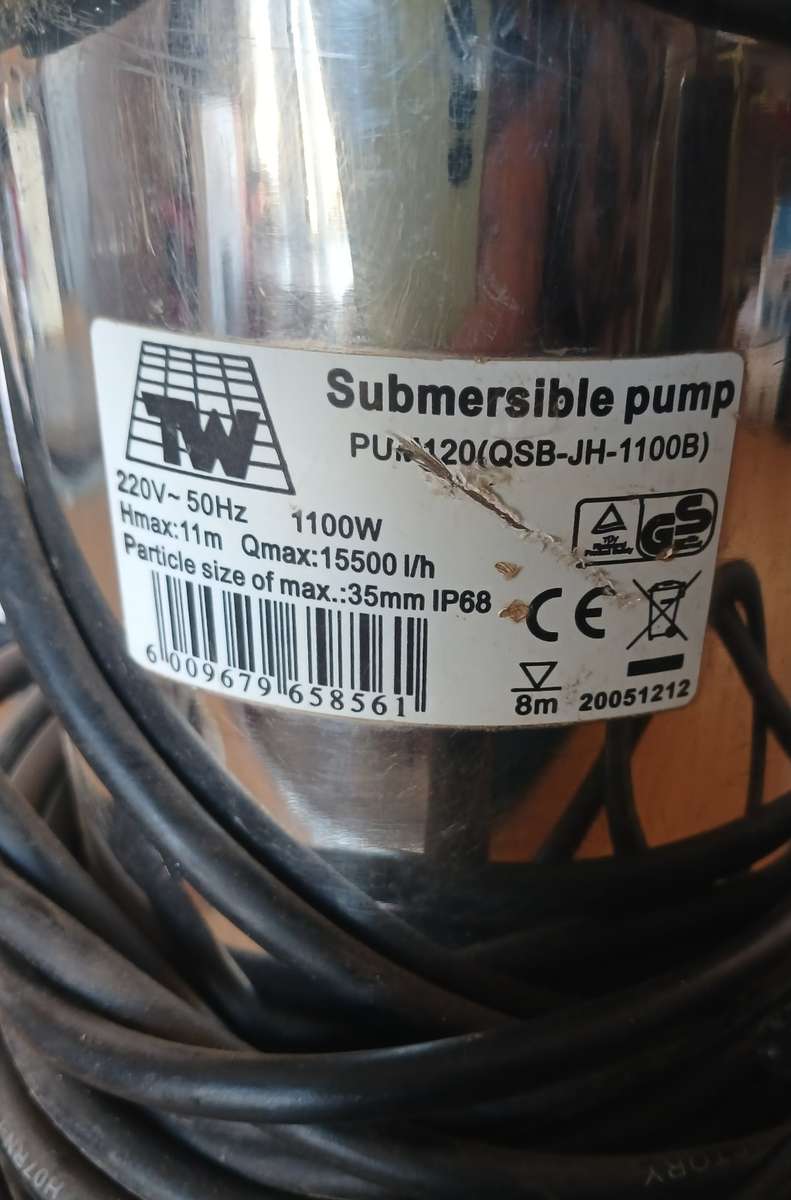 TW
Submersible pump
120(QSB-JH-1100B)
220V~ 50Hz 1100W
Hmax:11m Qmax:15500 l/h
Particle size of max.:35mm IP68
GS
CE
6 009679 658561
8m 20051212